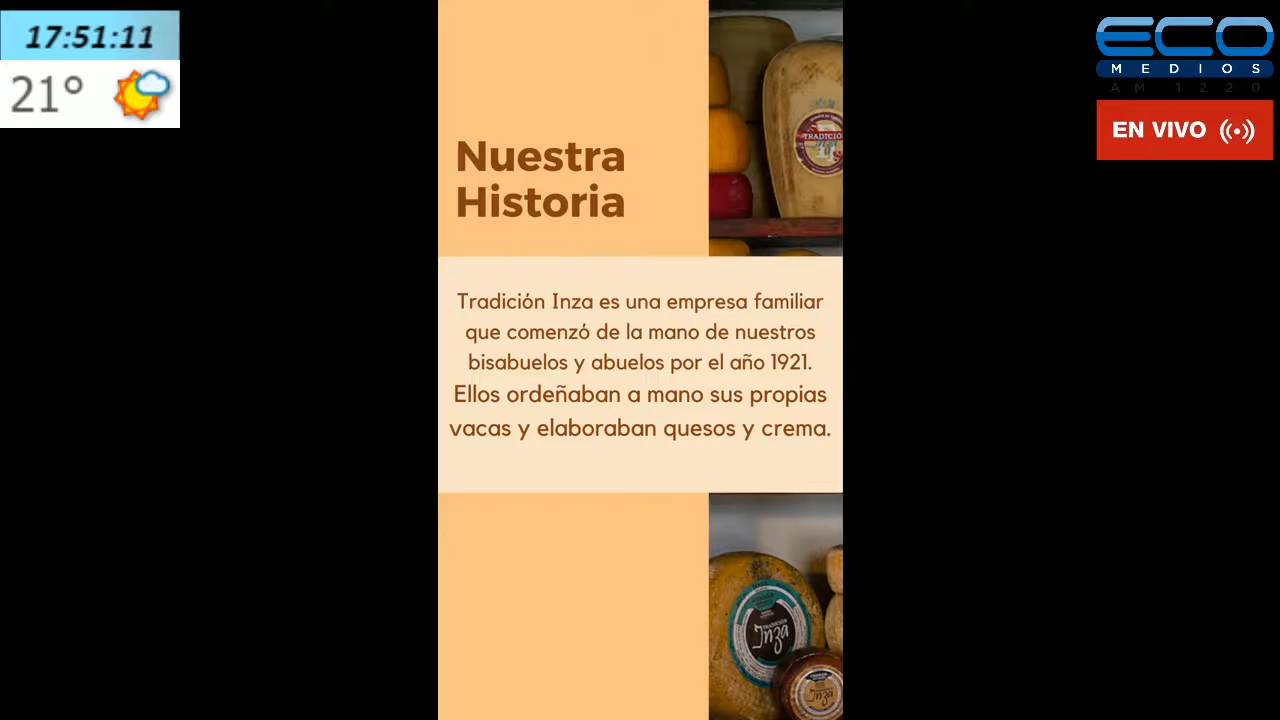 17:51:11
21°
ECO
MEDIOS
AM 1220
EN VIVO
Nuestra
Historia
Tradición Inza es una empresa familiar
que comenzó de la mano de nuestros
bisabuelos y abuelos por el año 1921.
Ellos ordeñaban a mano sus propias
vacas y elaboraban quesos y crema.
TRADICIÓN
Inza
Inza